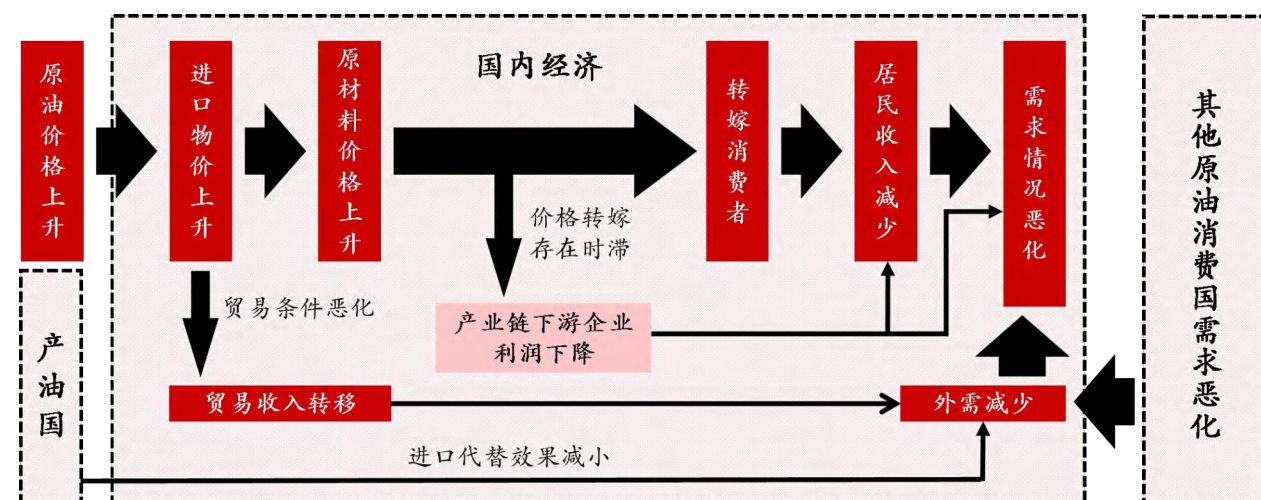 国内经济
原油价格上升
进口物价上升
原材料价格上升
转嫁消费者
居民收入减少
需求情况恶化
其他原油消费国需求恶化
价格转嫁
存在时滞
贸易条件恶化
产业链下游企业
利润下降
产油国
贸易收入转移
外需减少
进口代替效果减小